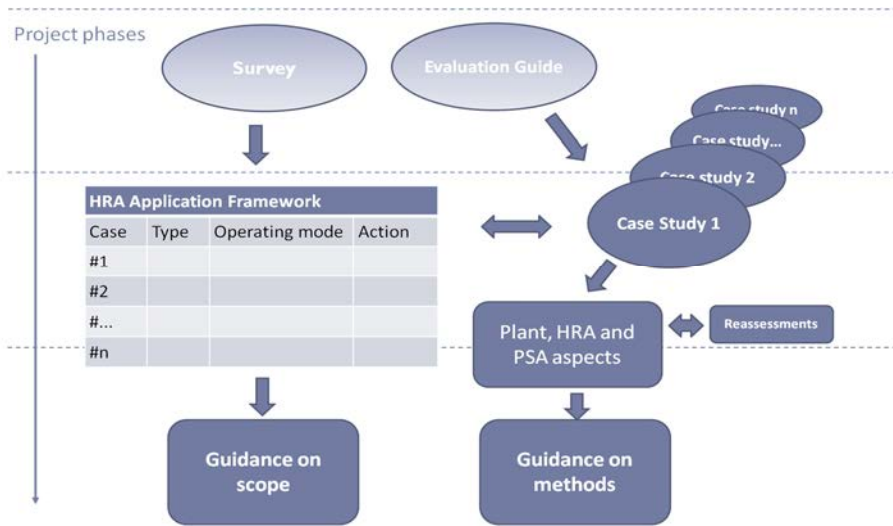 Project phases
Survey
Evaluation Guide
Case study n
Case study...
Case study 2
Case Study 1
HRA Application Framework
Case Type Operating mode Action
#1
#2
#...
#n
Plant, HRA and
PSA aspects
Reassessments
Guidance on
scope
Guidance on
methods